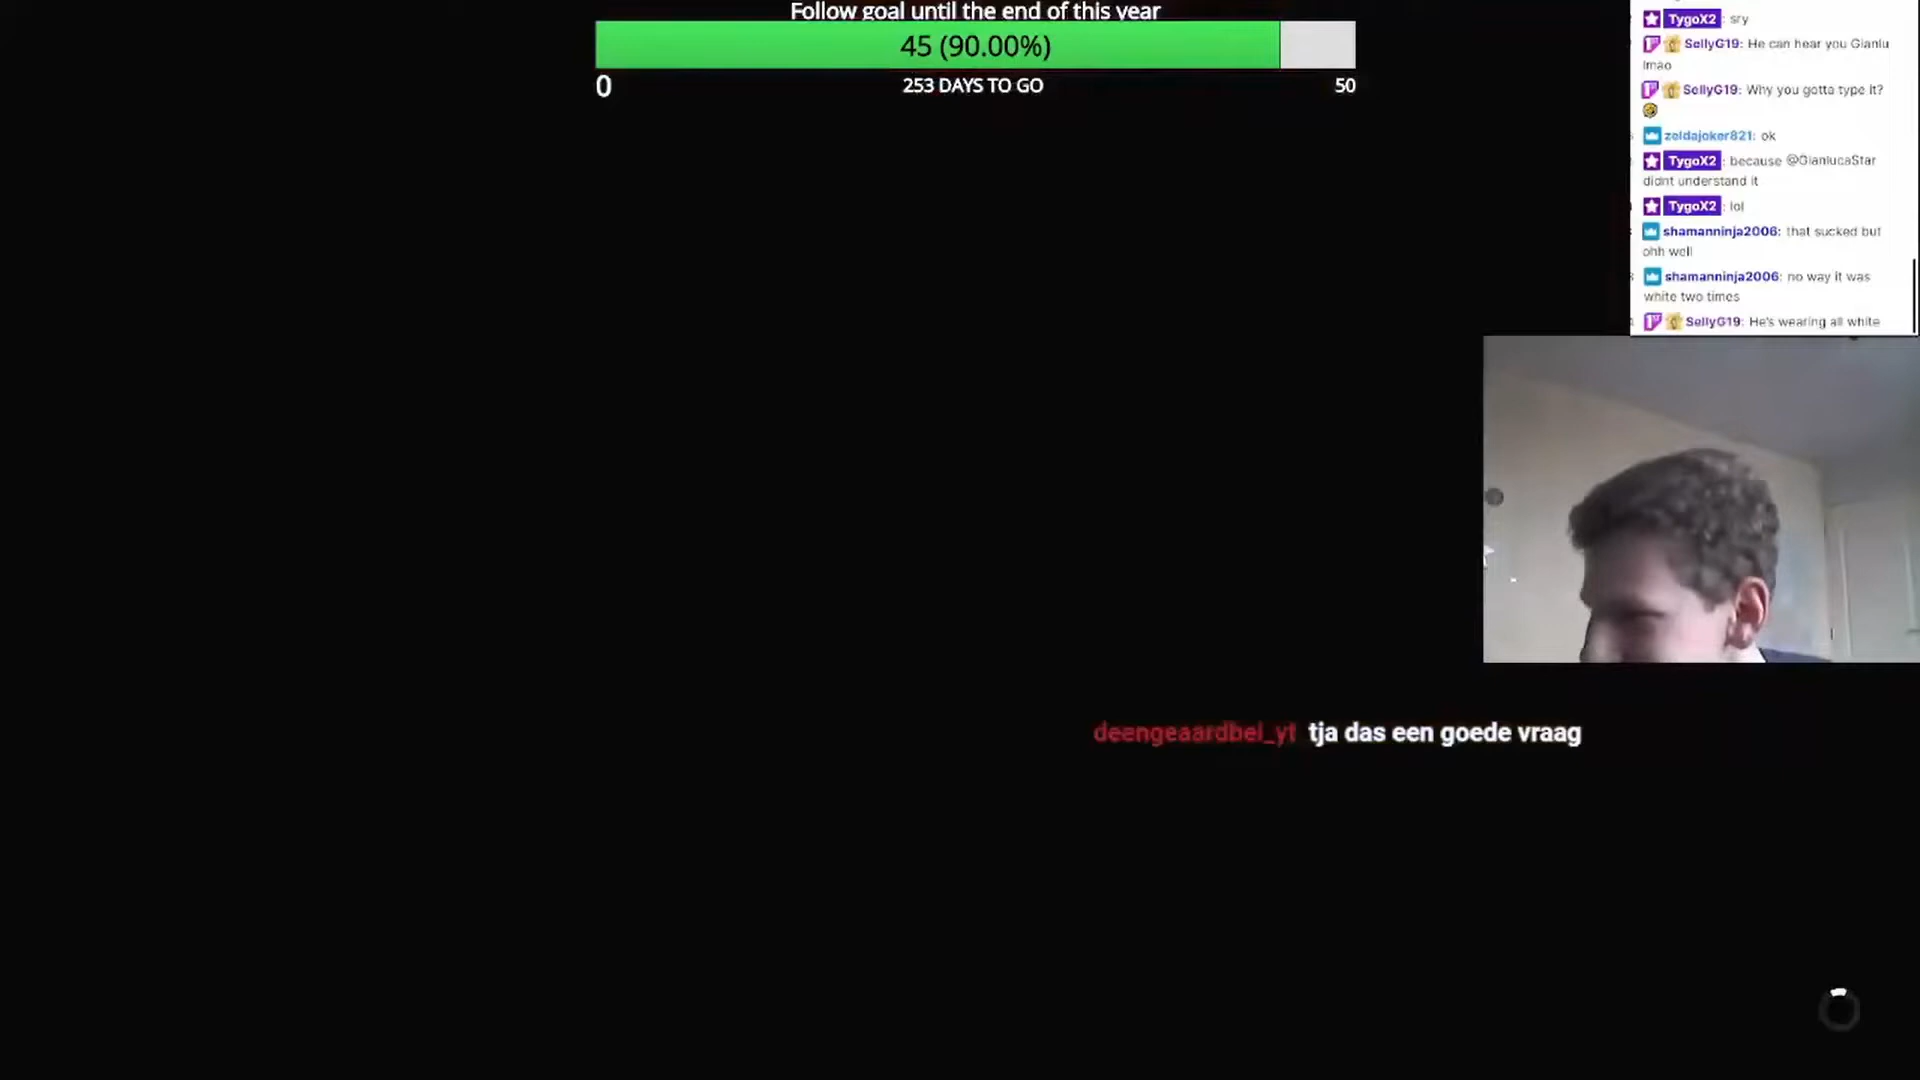 Follow goal until the end of this year
45 (90.00%)
0 253 DAYS TO GO 50
TygoX2 : sry
SellyG19: He can hear you Gianlu
lmao
SellyG19: Why you gotta type it?
zeldajoker821: ok
TygoX2 : because @GianlucaStar
didnt understand it
TygoX2 : lol
shamanninja2006: that sucked but
ohh well
shamanninja2006: no way it was
white two times
SellyG19: He's wearing all white
deengeaardbei_yt tja das een goede vraag